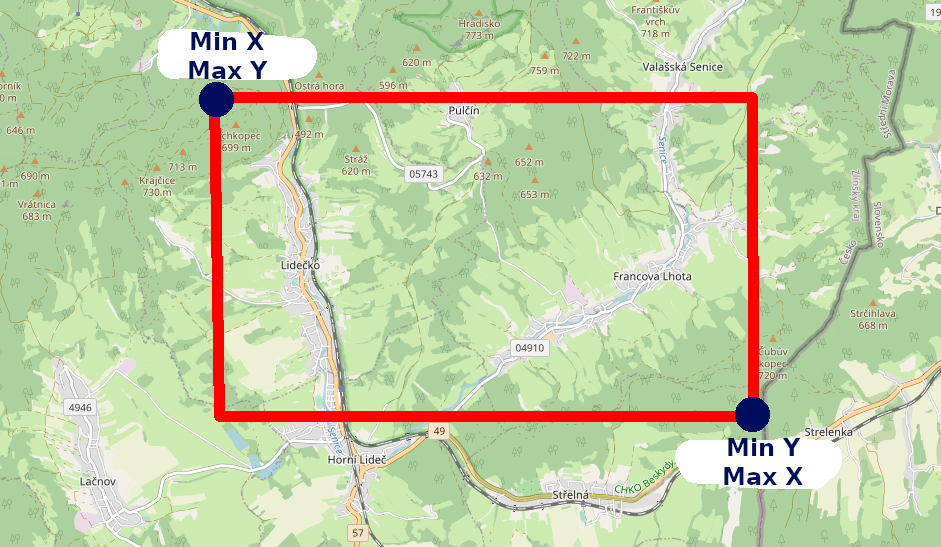 Františkův
vrch
718 m
Hradisko
773 m
Min X
Max Y
722 m
620 m
759 m
Valašská Senice
Ostrá hora
596 m
Pulčín
646 m
492 m
699 m
Střední Morava
Senice
Stráž
620 m
652 m
713 m
05743
632 m
690 m
Krajčice
730 m
653 m
Vrátnica
683 m
Zlínský kraj
Slovensko
Česko
Lidečko
Francova Lhota
Strčihlava
668 m
04910
Čubův
kopec
720 m
4946
49
Strelenka
Senice
Min Y
Max X
Horní Lideč
CHKO Beskydy
Lačnov
Střelná
57